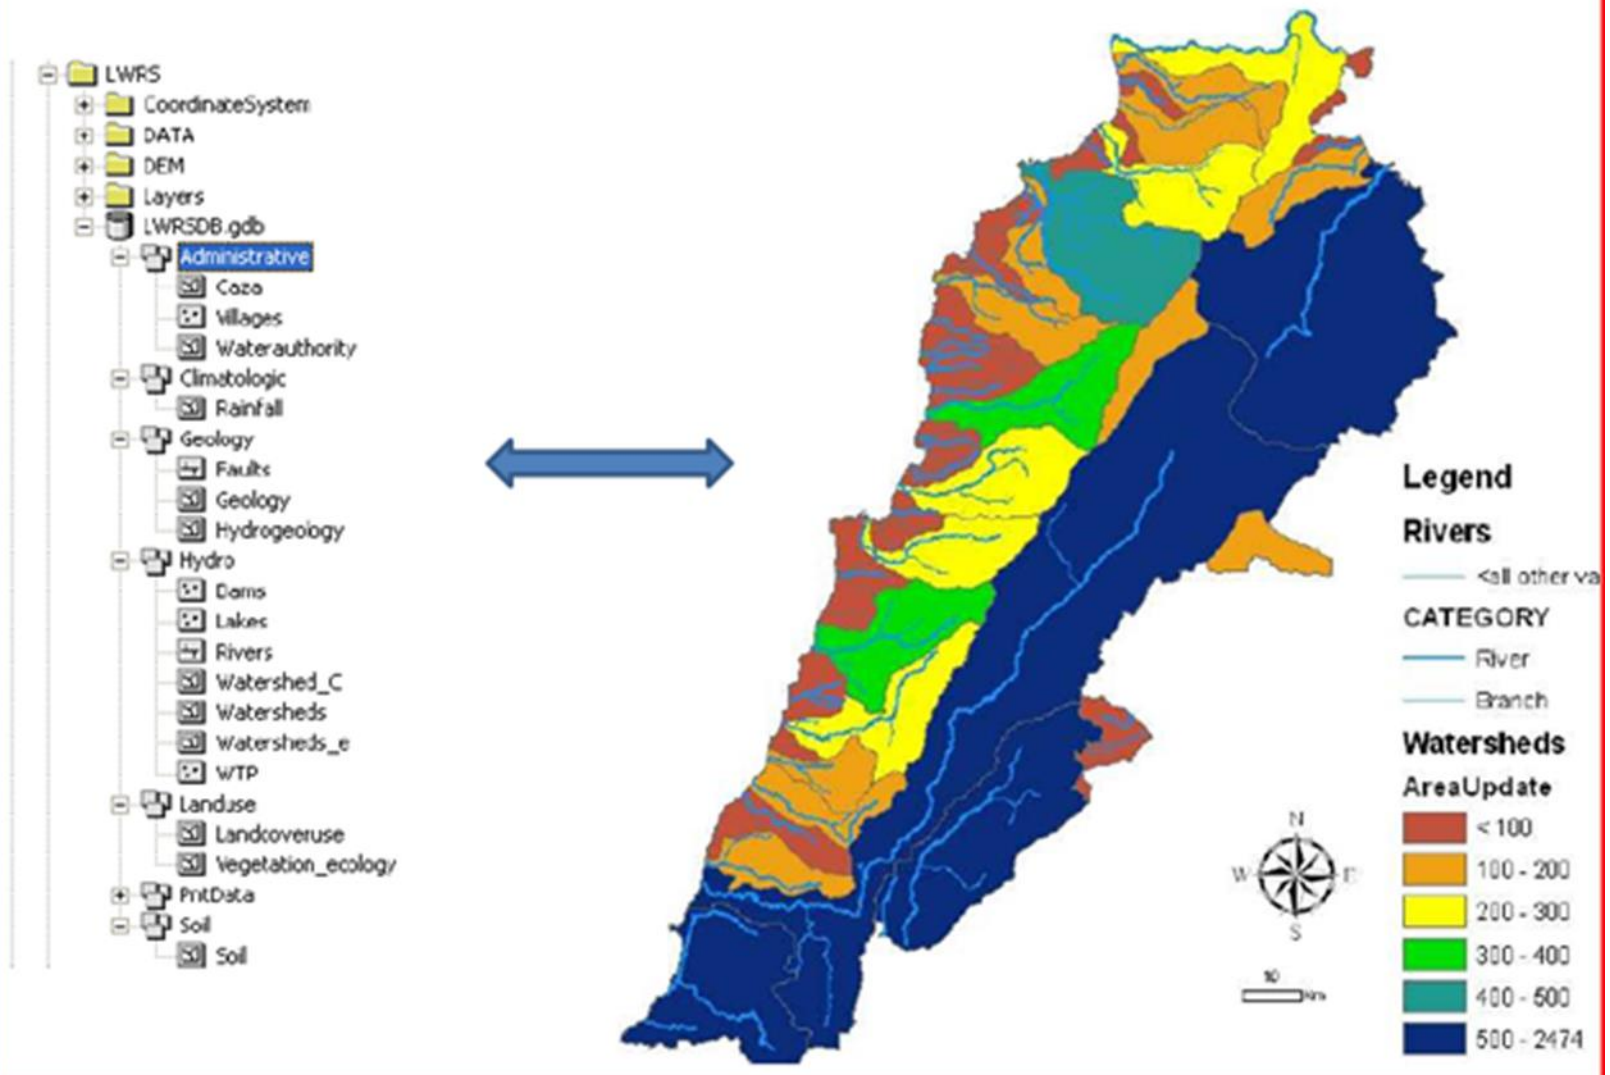 LWRS
CoordinateSystem
DATA
DEM
Layers
LWRSDB.gdb
Administrative
Caza
Villages
Waterauthority
Climatologic
Rainfall
Geology
Faults
Geology
Hydrogeology
Hydro
Dams
Lakes
Rivers
Watershed_C
Watersheds
Watersheds_e
WTP
Landuse
Landcoveruse
Vegetation_ecology
PntData
Soil
Soil
N
W E
S
10
Km
Legend
Rivers
<all other va
CATEGORY
River
Branch
Watersheds
AreaUpdate
< 100
100 - 200
200 - 300
300 - 400
400 - 500
500 - 2474